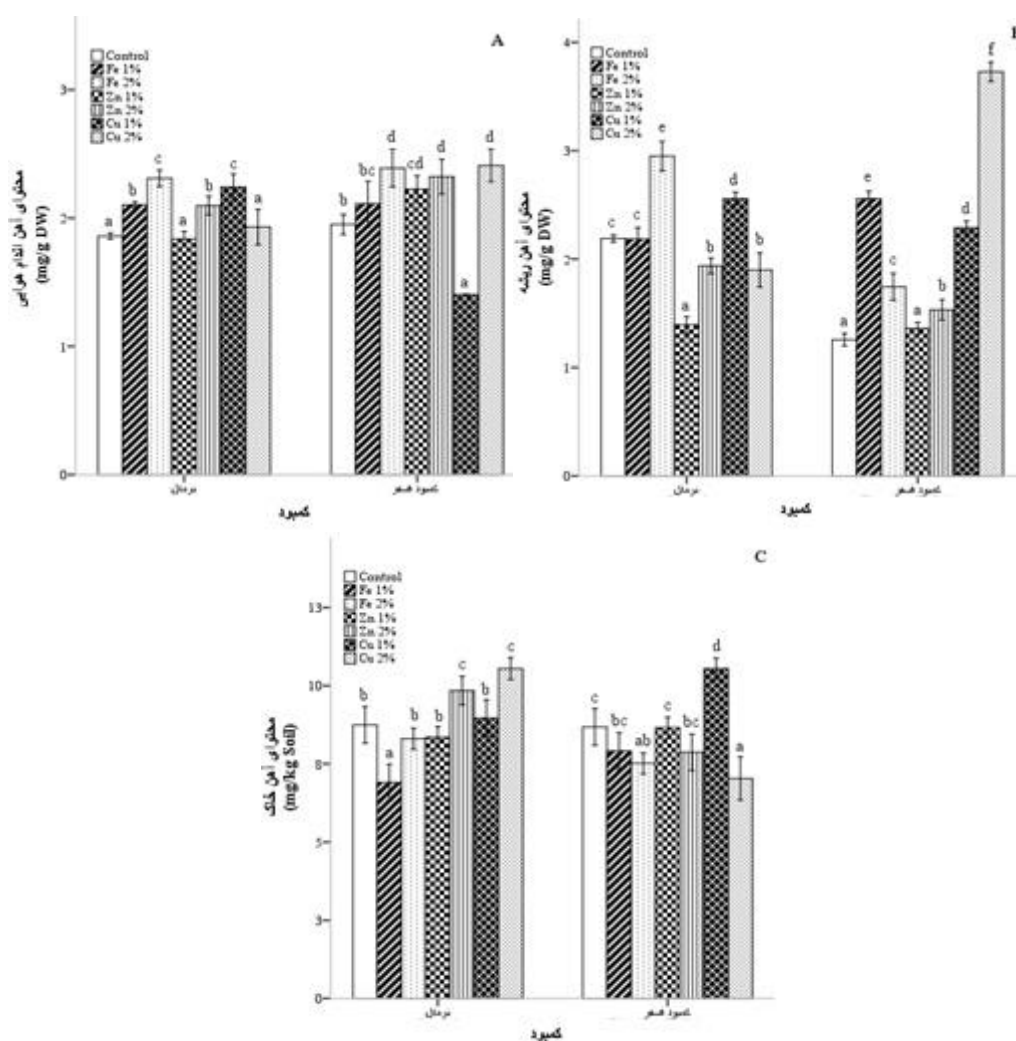 A
Control
Fe 1%
Fe 2%
Zn 1%
Zn 2%
Cu 1%
Cu 2%
محتوای آهن اندام هوایی
(mg/g DW)
3
2
1
0
a
b
c
a
b
c
a
b
bc
d
cd
d
a
d
نرمال
کمبود فسفر
کمبود
Control
Fe 1%
Fe 2%
Zn 1%
Zn 2%
Cu 1%
Cu 2%
محتوای آهن ریشه
(mg/g DW)
4
3
2
1
0
c
c
e
a
b
d
b
a
e
c
a
b
d
f
نرمال
کمبود فسفر
کمبود
C
Control
Fe 1%
Fe 2%
Zn 1%
Zn 2%
Cu 1%
Cu 2%
محتوای آهن خاک
(mg/kg Soil)
13
10
8
5
3
0
b
a
b
b
c
b
c
c
bc
ab
c
bc
d
a
نرمال
کمبود فسفر
کمبود